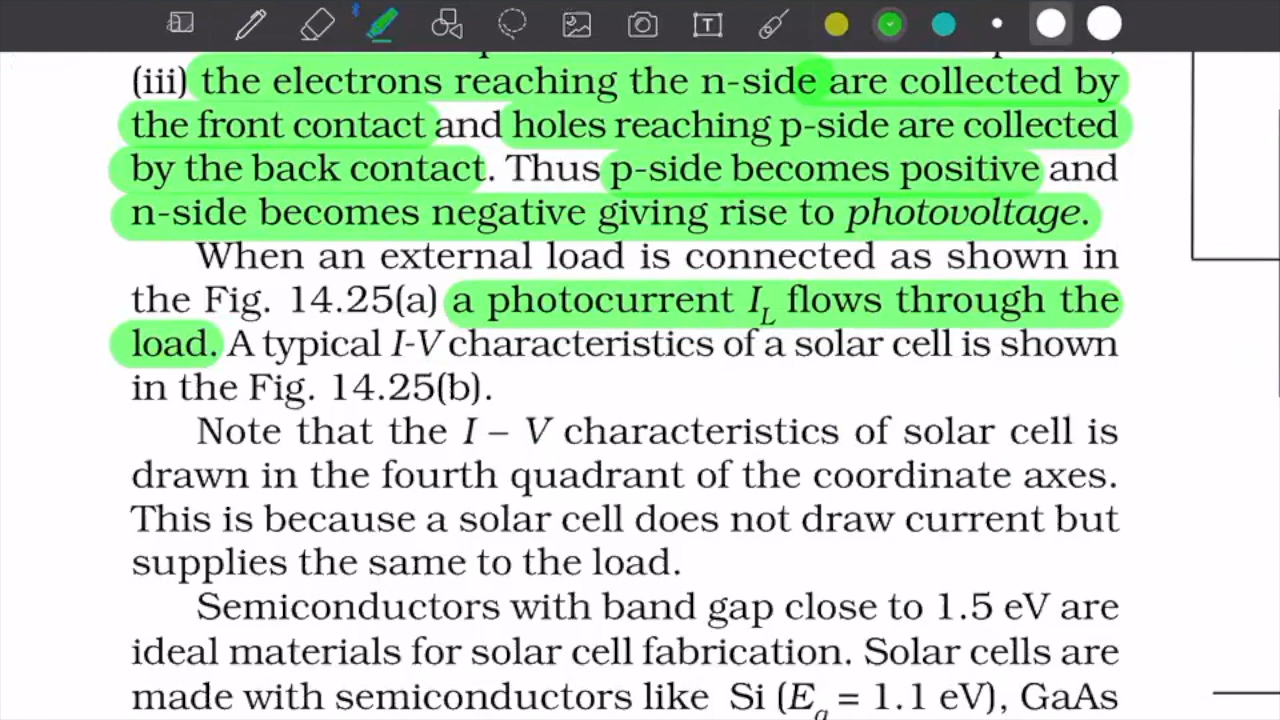 (iii) the electrons reaching the n-side are collected by
the front contact and holes reaching p-side are collected
by the back contact. Thus p-side becomes positive and
n-side becomes negative giving rise to photovoltage.
When an external load is connected as shown in
the Fig. 14.25(a) a photocurrent I_L flows through the
load. A typical I-V characteristics of a solar cell is shown
in the Fig. 14.25(b).
Note that the I – V characteristics of solar cell is
drawn in the fourth quadrant of the coordinate axes.
This is because a solar cell does not draw current but
supplies the same to the load.
Semiconductors with band gap close to 1.5 eV are
ideal materials for solar cell fabrication. Solar cells are
made with semiconductors like Si (E_g = 1.1 eV), GaAs